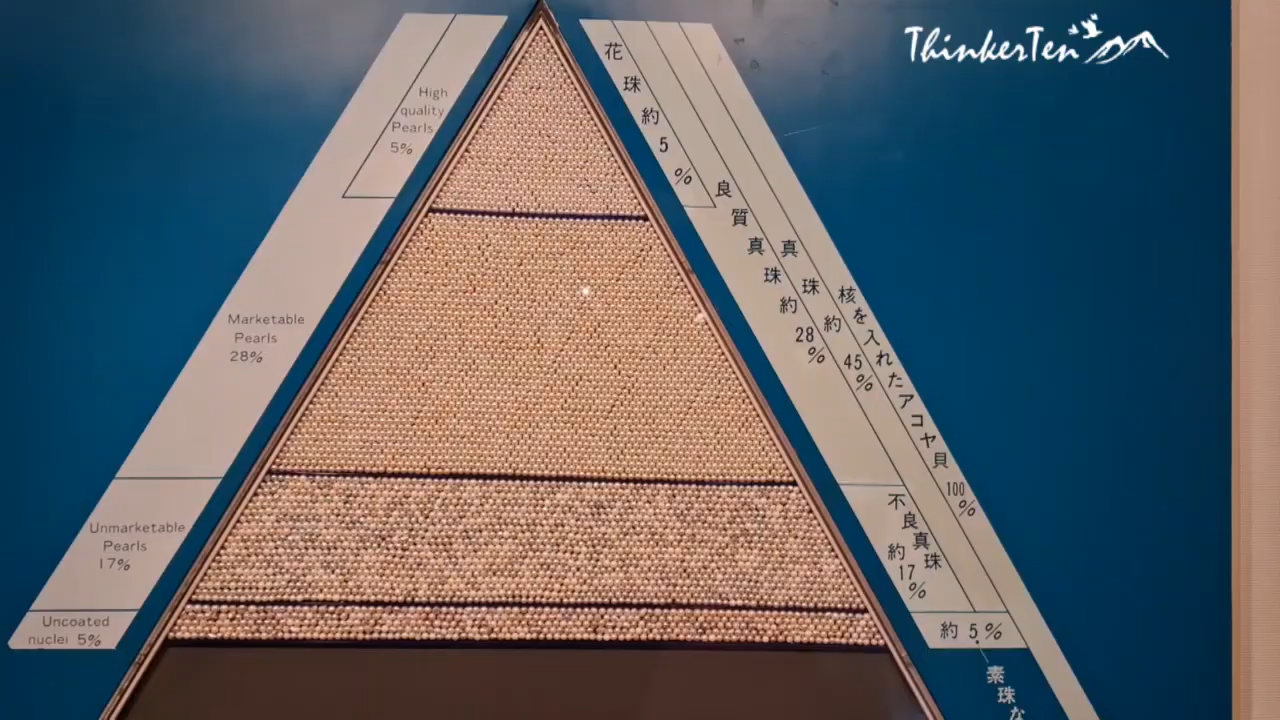 ThinkerTen
High
quality
Pearls
5%
Marketable
Pearls
28%
Unmarketable
Pearls
17%
Uncoated
nuclei 5%
花珠約5%
良質真珠約28%
真珠約45%
核を入れたアコヤ貝100%
不良真珠
約17%
約5%
素珠な